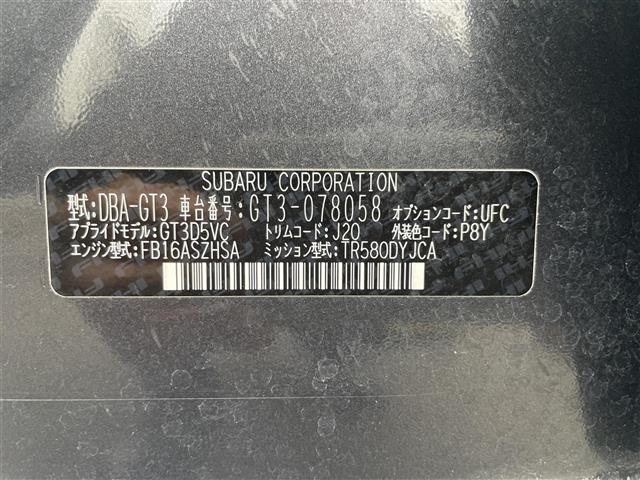 SUBARU CORPORATION
型式:DBA-GT3 車台番号:GT3-078058 オプションコード:UFC
アプライドモデル:GT3D5VC トリムコード:J20 外装色コード:P8Y
エンジン型式:FB16ASZHSA ミッション型式:TR580DYJCA